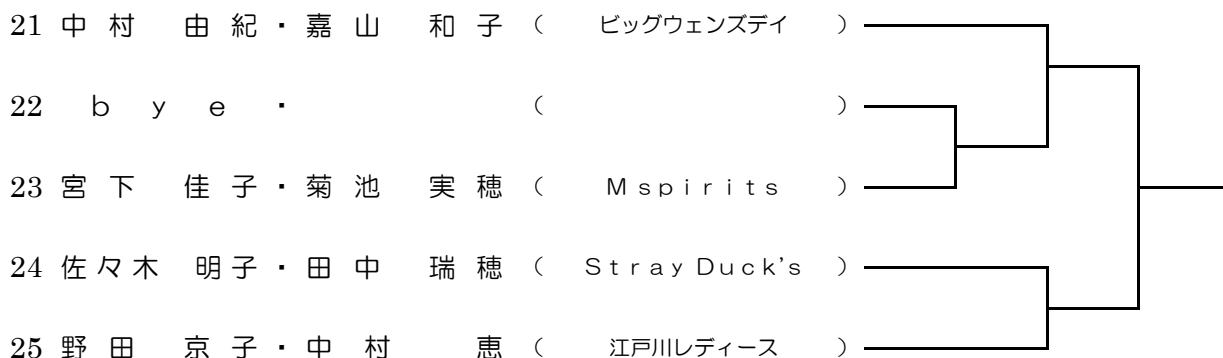 21 中村 由紀・嘉山 和子 ( ビッグウェンズデイ )
22 bye・ ( )
23 宮下 佳子・菊池 実穂 ( Mspirits )
24 佐々木 明子・田中 瑞穂 ( Stray Duck's )
25 野田 京子・中村 恵 ( 江戸川レディース )